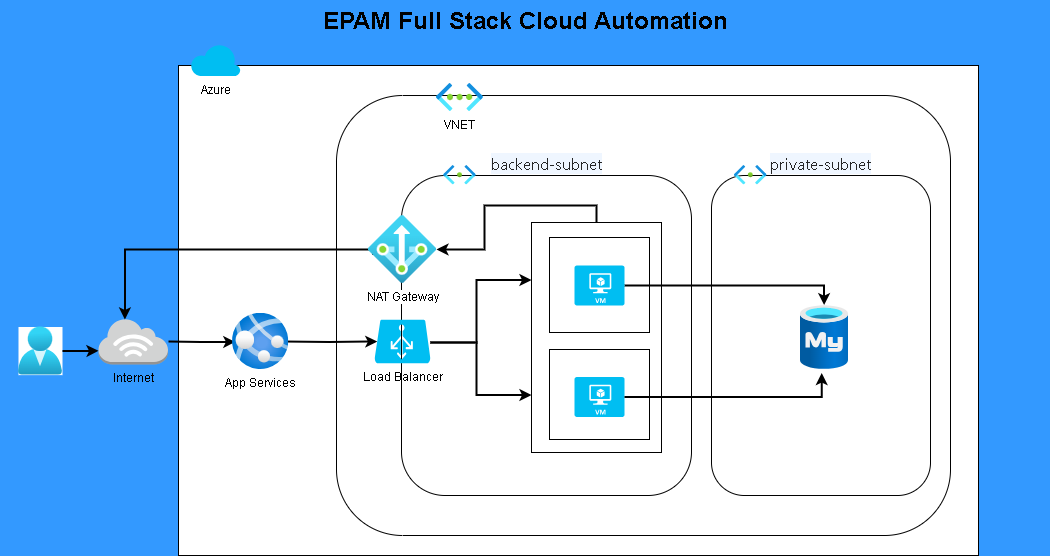 EPAM Full Stack Cloud Automation
Azure
VNET
backend-subnet
private-subnet
NAT Gateway
VM
My
Internet
App Services
Load Balancer
VM